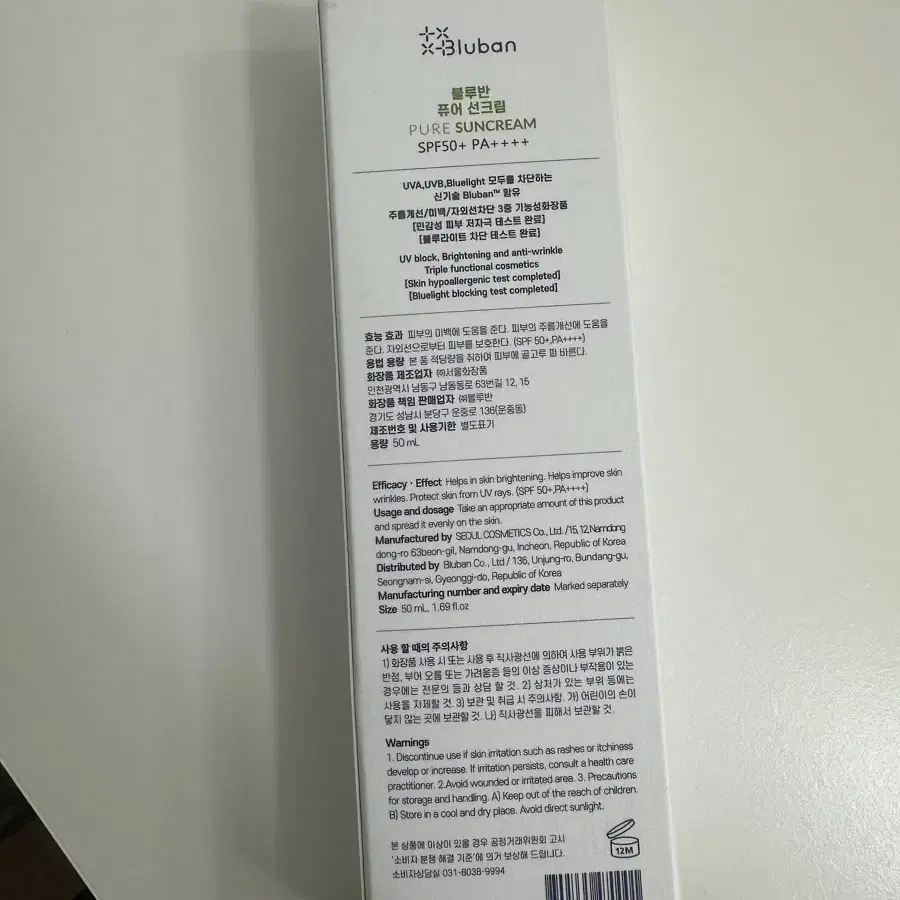 Bluban
블루반
퓨어 선크림
PURE SUNCREAM
SPF50+ PA++++
UVA,UVB,Bluelight 모두를 차단하는
신기술 Bluban™ 함유
주름개선/미백/자외선차단 3중 기능성화장품
[민감성 피부 저자극 테스트 완료]
[블루라이트 차단 테스트 완료]
UV block, Brightening and anti-wrinkle
Triple functional cosmetics
[Skin hypoallergenic test completed]
[Bluelight blocking test completed]
효능 효과 피부의 미백에 도움을 준다. 피부의 주름개선에 도움을
준다. 자외선으로부터 피부를 보호한다. (SPF 50+,PA++++)
용법 용량 본 품 적당량을 취하여 피부에 골고루 펴 바른다.
화장품 제조업자 ㈜서울화장품
인천광역시 남동구 남동동로 63번길 12, 15
화장품 책임 판매업자 ㈜블루반
경기도 성남시 분당구 운중로 136(운중동)
제조번호 및 사용기한 별도표기
용량 50 mL
Efficacy · Effect Helps in skin brightening. Helps improve skin
wrinkles. Protect skin from UV rays. (SPF 50+,PA++++)
Usage and dosage Take an appropriate amount of this product
and spread it evenly on the skin.
Manufactured by SEOUL COSMETICS Co., Ltd. /15, 12, Namdong
dong-ro 63beon-gil, Namdong-gu, Incheon, Republic of Korea
Distributed by Bluban Co., Ltd / 136, Unjung-ro, Bundang-gu,
Seongnam-si, Gyeonggi-do, Republic of Korea
Manufacturing number and expiry date Marked separately
Size 50 mL, 1.69 fl.oz
사용 할 때의 주의사항
1) 화장품 사용 시 또는 사용 후 직사광선에 의하여 사용 부위가 붉은
반점, 부어 오름 또는 가려움증 등의 이상 증상이나 부작용이 있는
경우에는 전문의 등과 상담 할 것. 2) 상처가 있는 부위 등에는
사용을 자제할 것. 3) 보관 및 취급 시 주의사항. 가) 어린이의 손이
닿지 않는 곳에 보관할 것. 나) 직사광선을 피해서 보관할 것.
Warnings
1. Discontinue use if skin irritation such as rashes or itchiness
develop or increase. If irritation persists, consult a health care
practitioner. 2.Avoid wounded or irritated area. 3. Precautions
for storage and handling. A) Keep out of the reach of children.
B) Store in a cool and dry place. Avoid direct sunlight.
본 상품에 이상이 있을 경우 공정거래위원회 고시
'소비자 분쟁 해결 기준'에 의거 보상해 드립니다.
소비자상담실 031-8038-9994
12M